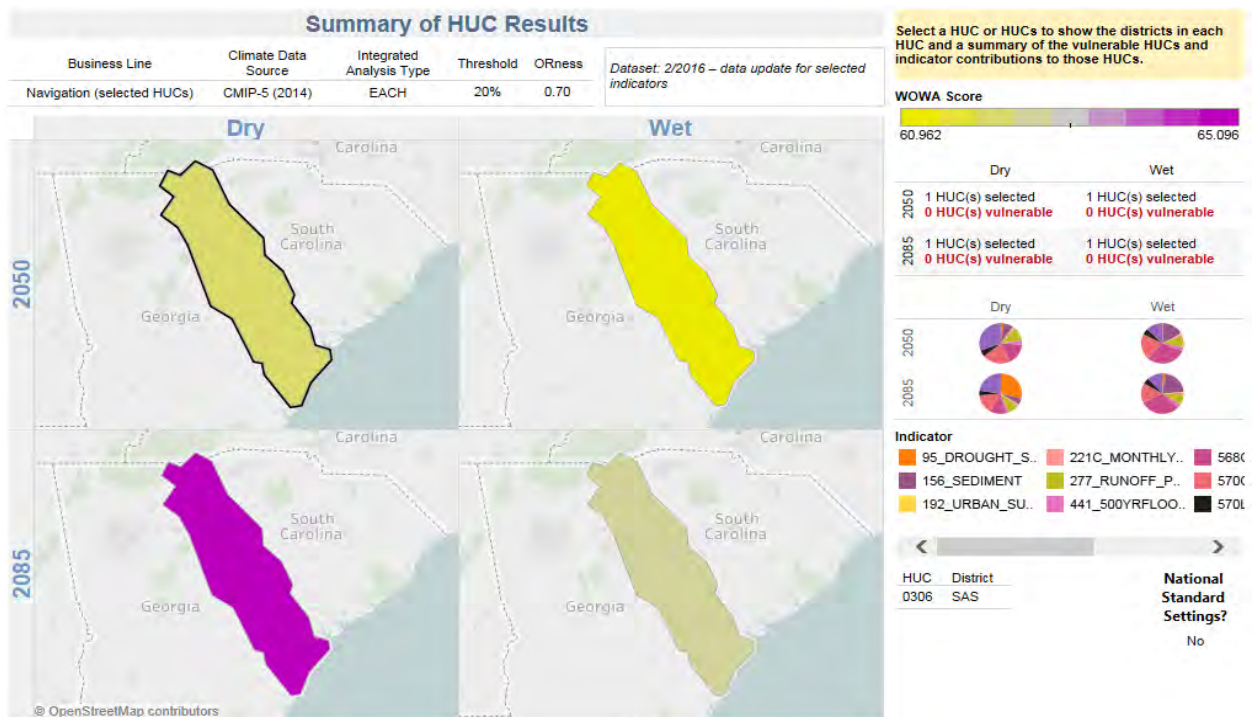 Summary of HUC Results
Business Line
Climate Data
Source
Integrated
Analysis Type
Threshold
ORness
Navigation (selected HUCs)
CMIP-5 (2014)
EACH
20%
0.70
Dataset: 2/2016 – data update for selected
indicators
Dry
Wet
2050
Carolina
South
Carolina
Georgia
Carolina
South
Carolina
Georgia
2085
Carolina
South
Carolina
Georgia
Carolina
South
Carolina
Georgia
© OpenStreetMap contributors
Select a HUC or HUCs to show the districts in each
HUC and a summary of the vulnerable HUCs and
indicator contributions to those HUCs.
WOWA Score
60.962
65.096
Dry
Wet
2050
1 HUC(s) selected
0 HUC(s) vulnerable
1 HUC(s) selected
0 HUC(s) vulnerable
2085
1 HUC(s) selected
0 HUC(s) vulnerable
1 HUC(s) selected
0 HUC(s) vulnerable
Dry
Wet
2050
2085
Indicator
95_DROUGHT_S..
221C_MONTHLY..
568C
156_SEDIMENT
277_RUNOFF_P..
570C
192_URBAN_SU..
441_500YRFLOO..
570L
HUC
District
0306
SAS
National
Standard
Settings?
No